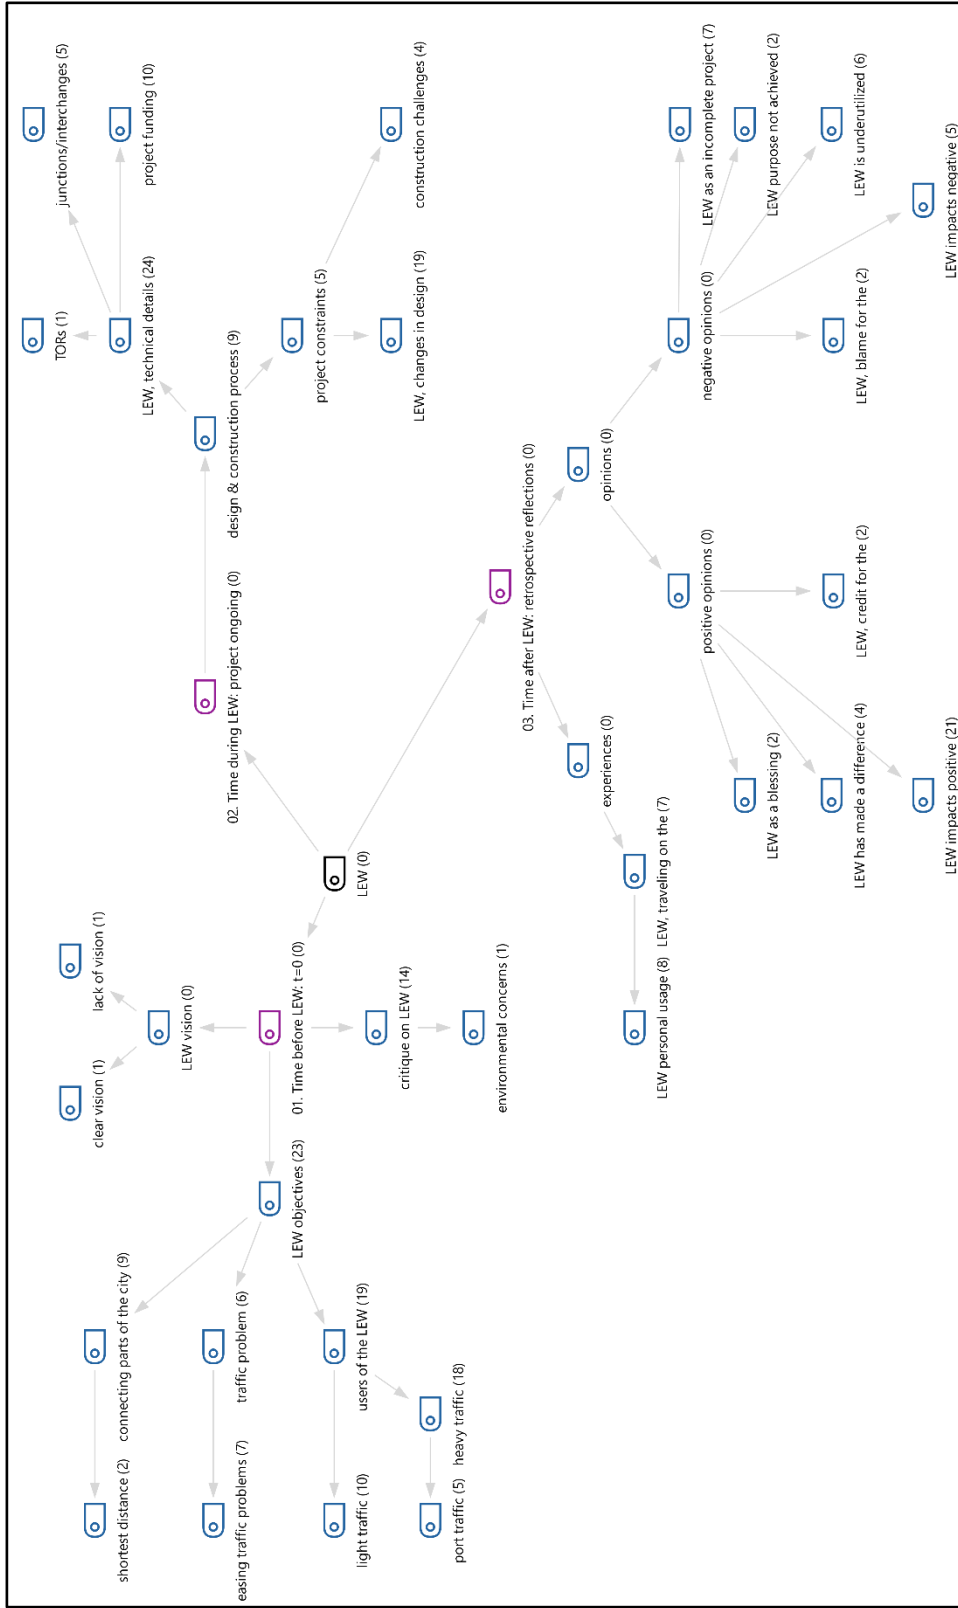 shortest distance (2)
connecting parts of the city (9)
easing traffic problems (7)
traffic problem (6)
light traffic (10)
users of the LEW (19)
port traffic (5)
heavy traffic (18)
LEW objectives (23)
clear vision (1)
lack of vision (1)
LEW vision (0)
01. Time before LEW: t=0 (0)
critique on LEW (14)
environmental concerns (1)
LEW (0)
02. Time during LEW: project ongoing (0)
design & construction process (9)
TORs (1)
junctions/interchanges (5)
LEW, technical details (24)
project funding (10)
project constraints (5)
LEW, changes in design (19)
construction challenges (4)
03. Time after LEW: retrospective reflections (0)
experiences (0)
LEW personal usage (8)
LEW, traveling on the (7)
opinions (0)
positive opinions (0)
LEW as a blessing (2)
LEW has made a difference (4)
LEW, credit for the (2)
LEW impacts positive (21)
negative opinions (0)
LEW as an incomplete project (7)
LEW purpose not achieved (2)
LEW, blame for the (2)
LEW is underutilized (6)
LEW impacts negative (5)